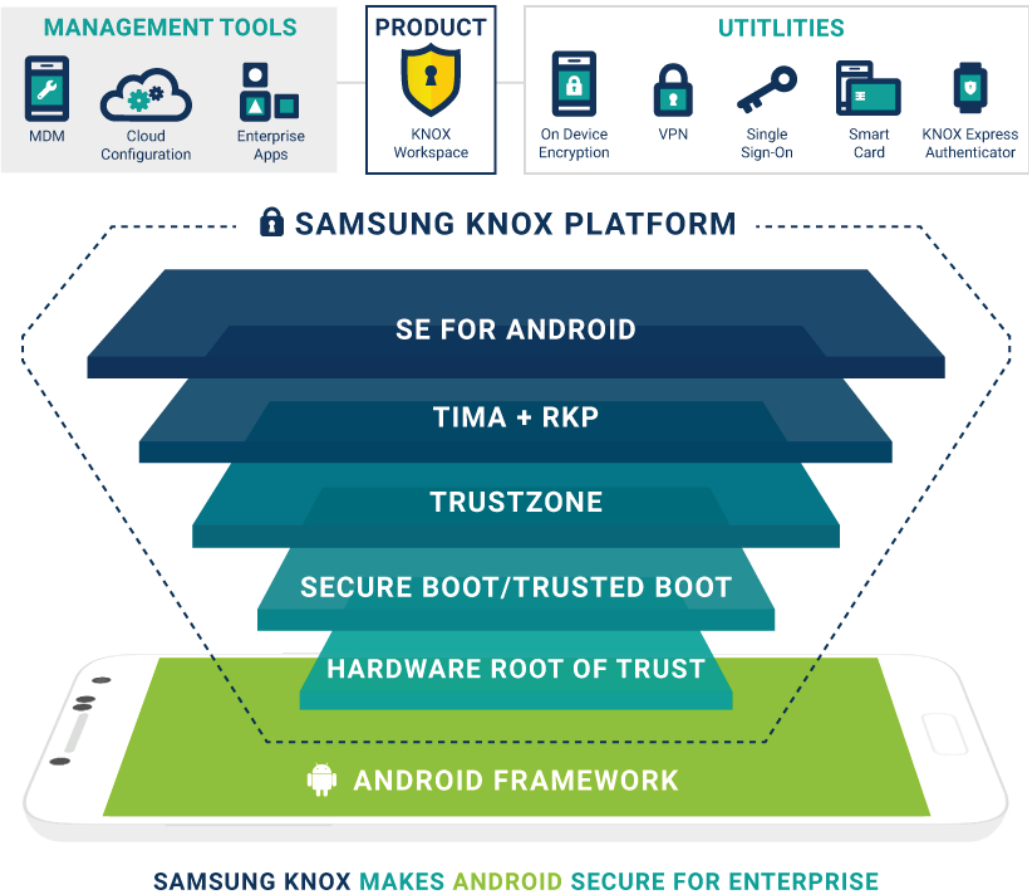 MANAGEMENT TOOLS
PRODUCT
UTITLITIES
MDM
Cloud
Configuration
Enterprise
Apps
KNOX
Workspace
On Device
Encryption
VPN
Single
Sign-On
Smart
Card
KNOX Express
Authenticator
SAMSUNG KNOX PLATFORM
SE FOR ANDROID
TIMA + RKP
TRUSTZONE
SECURE BOOT/TRUSTED BOOT
HARDWARE ROOT OF TRUST
ANDROID FRAMEWORK
SAMSUNG KNOX MAKES ANDROID SECURE FOR ENTERPRISE